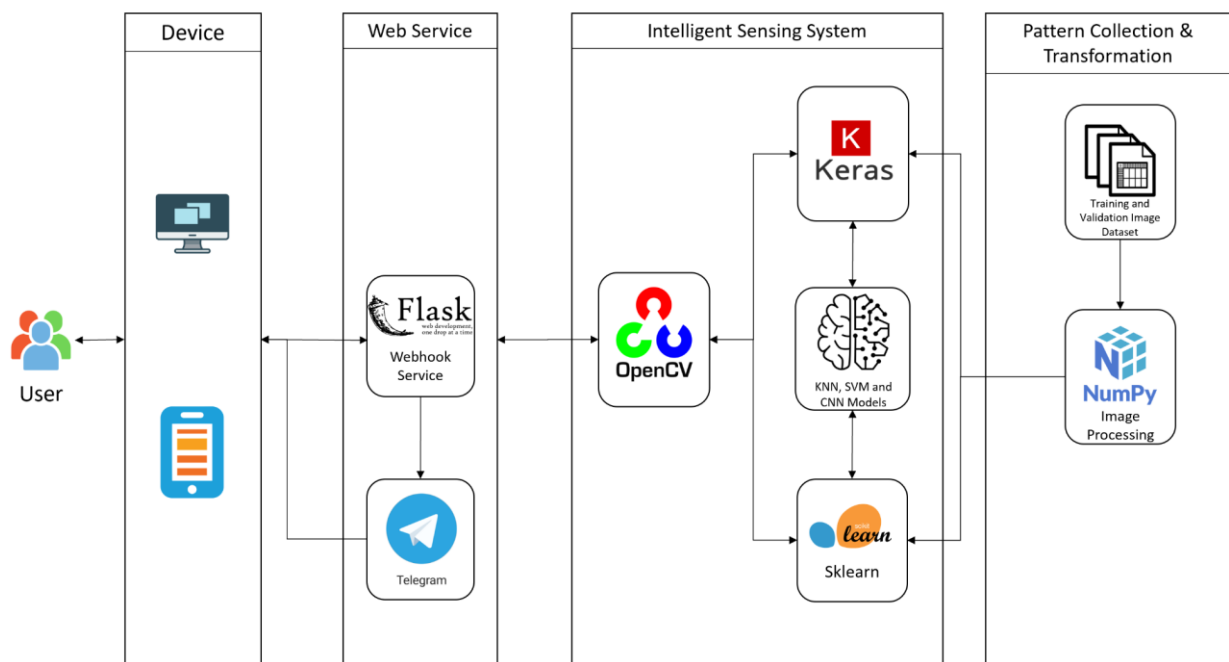 Device
Web Service
Intelligent Sensing System
Pattern Collection &
Transformation
User
Flask
web development,
one drop at a time
Webhook
Service
Telegram
OpenCV
K
Keras
KNN, SVM and
CNN Models
scikit
learn
Sklearn
Training and
Validation Image
Dataset
N
NumPy
Image
Processing